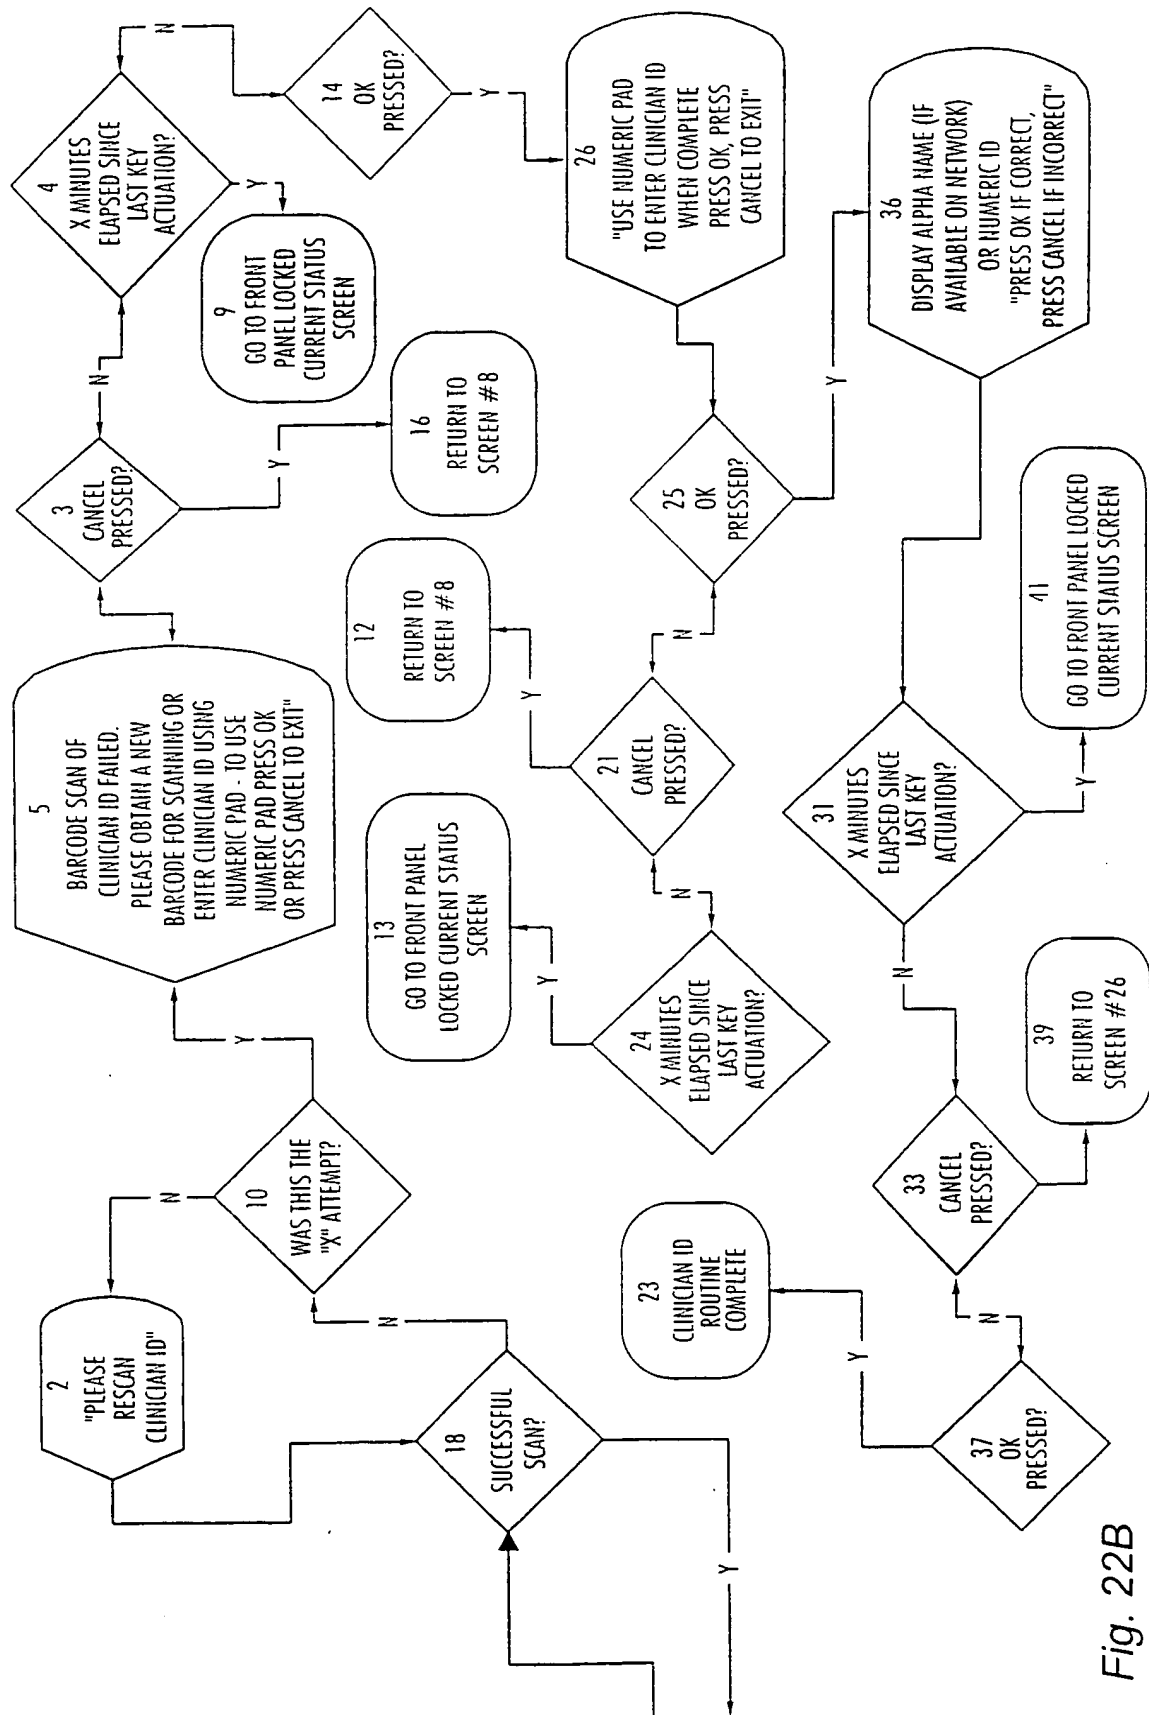 2
"PLEASE
RESCAN
CLINICIAN ID"
N
10
WAS THIS THE
"X" ATTEMPT?
Y
5
BARCODE SCAN OF
CLINICIAN ID FAILED.
PLEASE OBTAIN A NEW
BARCODE FOR SCANNING OR
ENTER CLINICIAN ID USING
NUMERIC PAD - TO USE
NUMERIC PAD PRESS OK
OR PRESS CANCEL TO EXIT"
3
CANCEL
PRESSED?
N
Y
4
X MINUTES
ELAPSED SINCE
LAST KEY
ACTUATION?
N
Y
9
GO TO FRONT
PANEL LOCKED
CURRENT STATUS
SCREEN
16
RETURN TO
SCREEN #8
14
OK
PRESSED?
Y
18
SUCCESSFUL
SCAN?
N
Y
13
GO TO FRONT PANEL
LOCKED CURRENT STATUS
SCREEN
Y
12
RETURN TO
SCREEN #8
Y
24
X MINUTES
ELAPSED SINCE
LAST KEY
ACTUATION?
N
21
CANCEL
PRESSED?
N
25
OK
PRESSED?
Y
26
"USE NUMERIC PAD
TO ENTER CLINICIAN ID
WHEN COMPLETE
PRESS OK, PRESS
CANCEL TO EXIT"
23
CLINICIAN ID
ROUTINE
COMPLETE
Y
37
OK
PRESSED?
N
33
CANCEL
PRESSED?
N
39
RETURN TO
SCREEN #26
31
X MINUTES
ELAPSED SINCE
LAST KEY
ACTUATION?
Y
41
GO TO FRONT PANEL LOCKED
CURRENT STATUS SCREEN
36
DISPLAY ALPHA NAME (IF
AVAILABLE ON NETWORK)
OR NUMERIC ID
"PRESS OK IF CORRECT,
PRESS CANCEL IF INCORRECT"
Fig. 22B